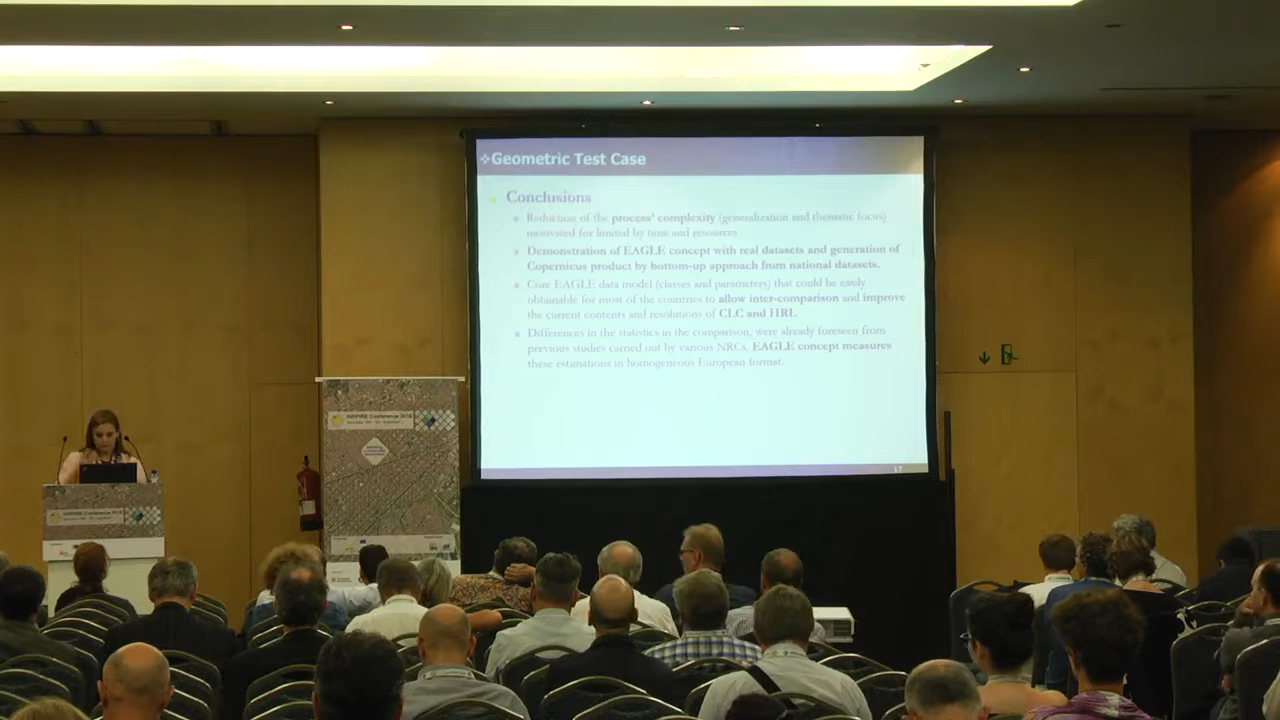 ❖Geometric Test Case
Conclusions
Reduction of the process' complexity (generalization and thematic focus)
motivated for limited by time and resources
Demonstration of EAGLE concept with real datasets and generation of
Copernicus product by bottom-up approach from national datasets.
Core EAGLE data model (classes and parameters) that could be easily
obtainable for most of the countries to allow inter-comparison and improve
the current contents and resolutions of CLC and HRL.
Differences in the statistics in the comparison, were already foreseen from
previous studies carried out by various NRCs, EAGLE concept measures
these estimations in homogeneous European format.
17
INSPIRE Conference 2016
INSPIRE Conference 2016